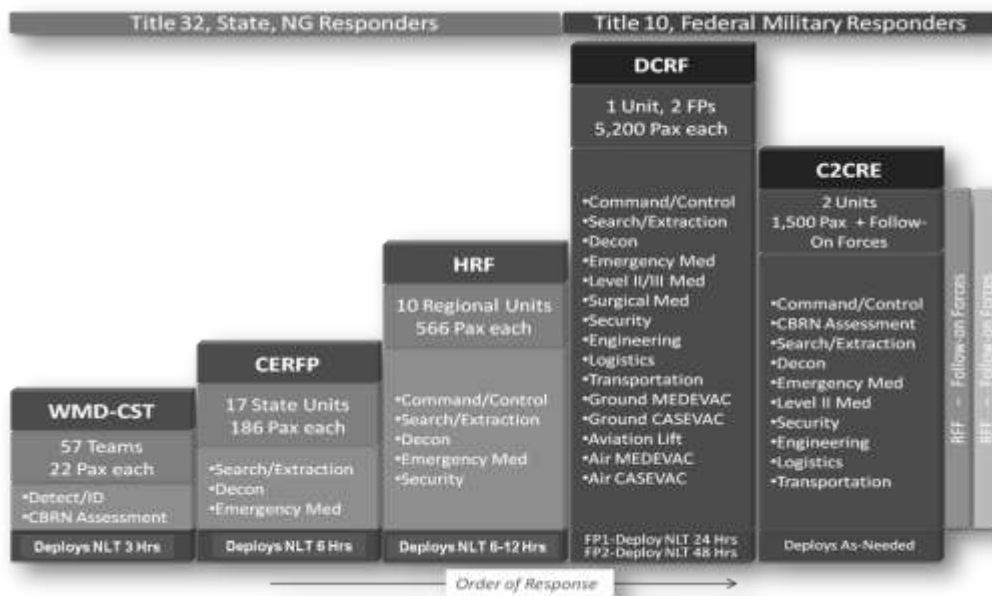 Title 32, State, NG Responders
Title 10, Federal Military Responders
WMD-CST
57 Teams
22 Pax each
•Detect/ID
•CBRN Assessment
Deploys NLT 3 Hrs
CERFP
17 State Units
186 Pax each
•Search/Extraction
•Decon
•Emergency Med
Deploys NLT 6 Hrs
HRF
10 Regional Units
566 Pax each
•Command/Control
•Search/Extraction
•Decon
•Emergency Med
•Security
Deploys NLT 6-12 Hrs
DCRF
1 Unit, 2 FPs
5,200 Pax each
•Command/Control
•Search/Extraction
•Decon
•Emergency Med
•Level II/III Med
•Surgical Med
•Security
•Engineering
•Logistics
•Transportation
•Ground MEDEVAC
•Ground CASEVAC
•Aviation Lift
•Air MEDEVAC
•Air CASEVAC
FP1-Deploy NLT 24 Hrs
FP2-Deploy NLT 48 Hrs
C2CRE
2 Units
1,500 Pax + Follow-
On Forces
•Command/Control
•CBRN Assessment
•Search/Extraction
•Decon
•Emergency Med
•Level II Med
•Security
•Engineering
•Logistics
•Transportation
Deploys As-Needed
RFF - Follow-on Forces
RFF - Follow-on Forces
Order of Response